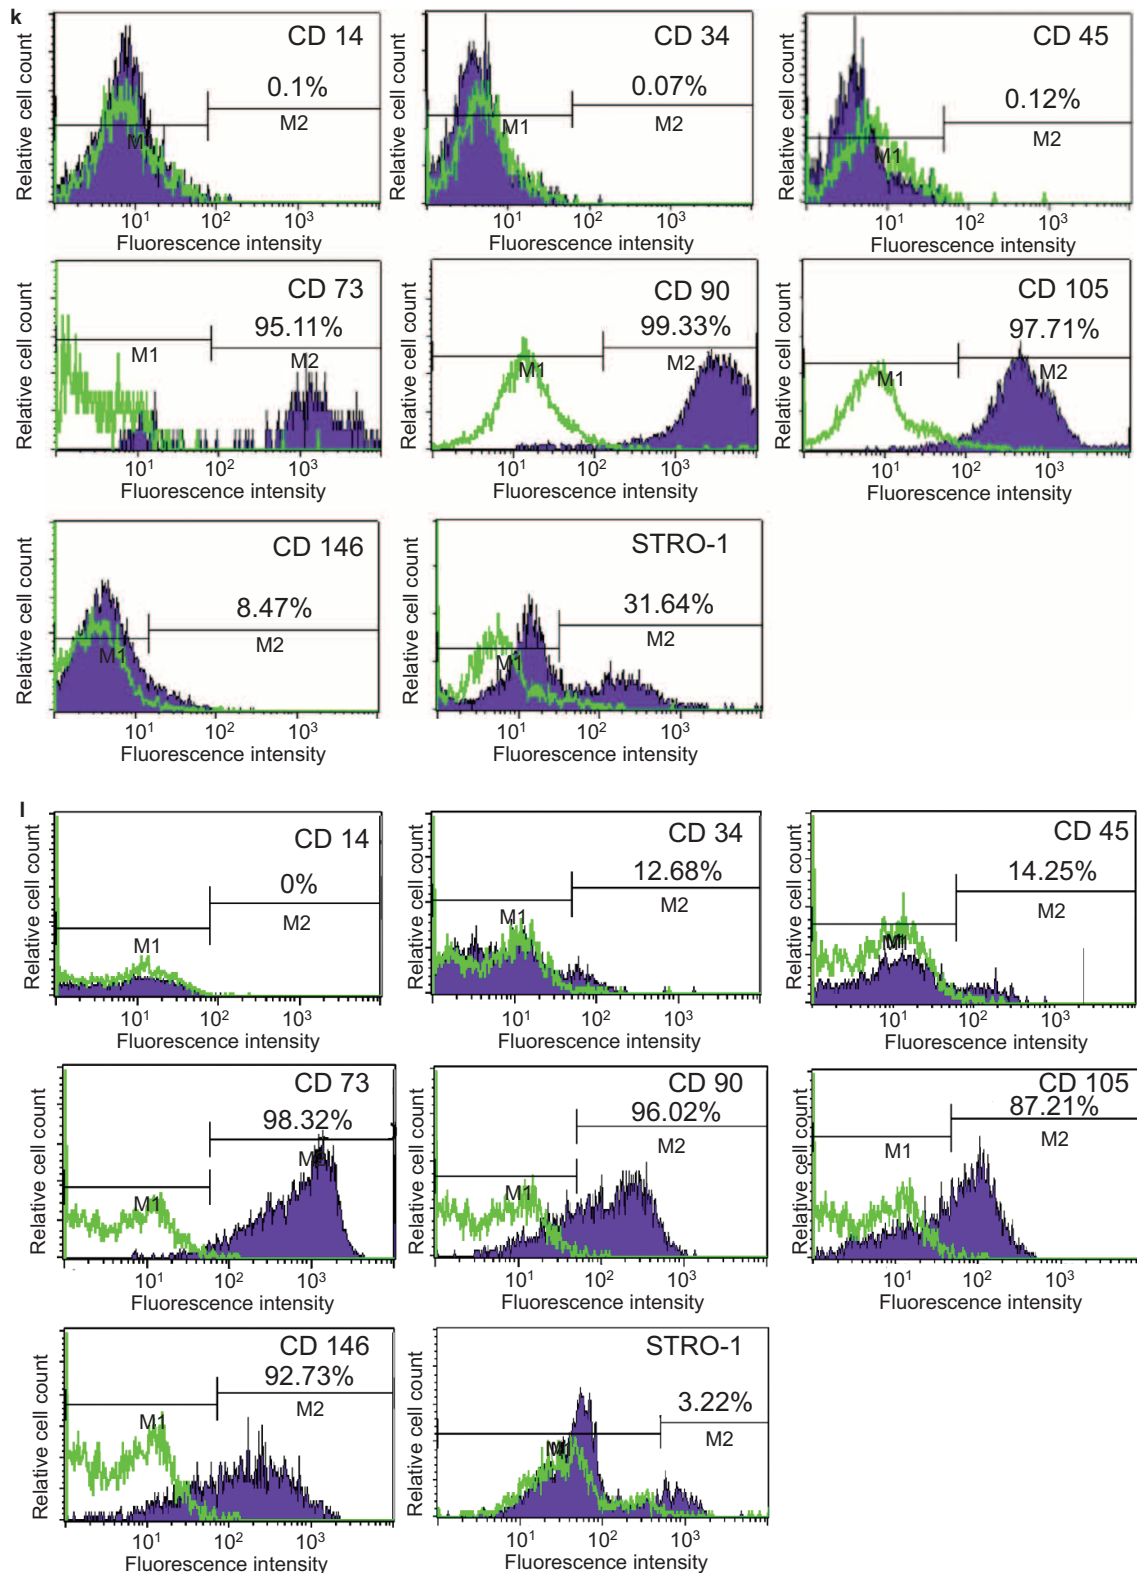 k
CD 14
0.1%
M1
M2
Relative cell count
10¹ 10² 10³
Fluorescence intensity
CD 34
0.07%
M1
M2
Relative cell count
10¹ 10² 10³
Fluorescence intensity
CD 45
0.12%
M1
M2
Relative cell count
10¹ 10² 10³
Fluorescence intensity
CD 73
95.11%
M1
M2
Relative cell count
10¹ 10² 10³
Fluorescence intensity
CD 90
99.33%
M1
M2
Relative cell count
10¹ 10² 10³
Fluorescence intensity
CD 105
97.71%
M1
M2
Relative cell count
10¹ 10² 10³
Fluorescence intensity
CD 146
8.47%
M1
M2
Relative cell count
10¹ 10² 10³
Fluorescence intensity
STRO-1
31.64%
M1
M2
Relative cell count
10¹ 10² 10³
Fluorescence intensity
l
CD 14
0%
M1
M2
Relative cell count
10¹ 10² 10³
Fluorescence intensity
CD 34
12.68%
M1
M2
Relative cell count
10¹ 10² 10³
Fluorescence intensity
CD 45
14.25%
M1
M2
Relative cell count
10¹ 10² 10³
Fluorescence intensity
CD 73
98.32%
M1
Relative cell count
10¹ 10² 10³
Fluorescence intensity
CD 90
96.02%
M1
M2
Relative cell count
10¹ 10² 10³
Fluorescence intensity
CD 105
87.21%
M1
M2
Relative cell count
10¹ 10² 10³
Fluorescence intensity
CD 146
92.73%
M1
M2
Relative cell count
10¹ 10² 10³
Fluorescence intensity
STRO-1
3.22%
M2
Relative cell count
10¹ 10² 10³
Fluorescence intensity